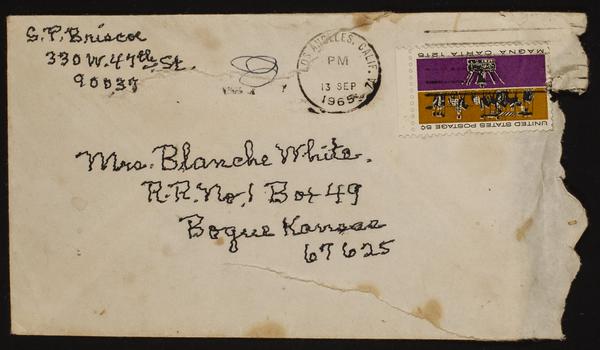 S.P. Briscoe
330 W. 47th St.
90037
LOS ANGELES, CALIF.
PM
13 SEP
1965
MAGNA CARTA 1215
UNITED STATES POSTAGE 5¢
Mrs. Blanche White.
R.R. No. 1 Box 49
Bogue Kansas
67625